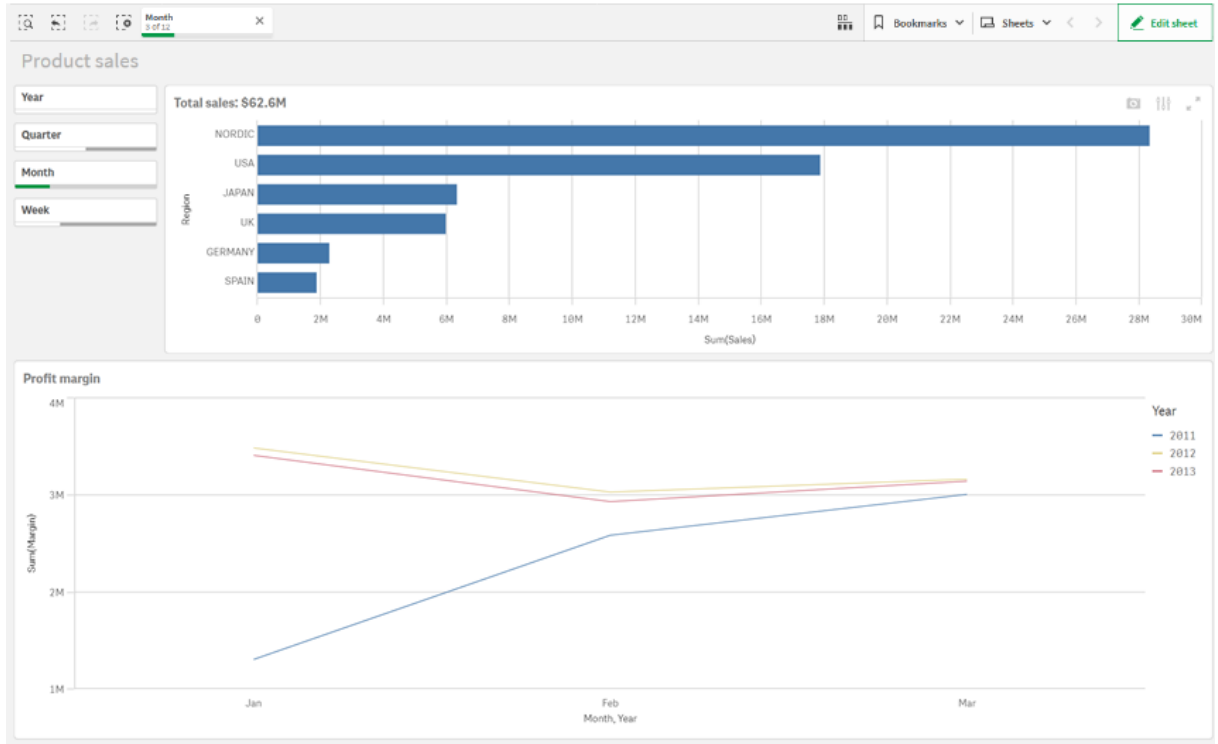 Month
3 of 12
Bookmarks
Sheets
Edit sheet
Product sales
Year
Quarter
Month
Week
Total sales: $62.6M
Region
NORDIC
USA
JAPAN
UK
GERMANY
SPAIN
0 2M 4M 6M 8M 10M 12M 14M 16M 18M 20M 22M 24M 26M 28M 30M
Sum(Sales)
Profit margin
Sum(Margin)
4M
3M
2M
1M
Jan Feb Mar
Month, Year
Year
2011
2012
2013